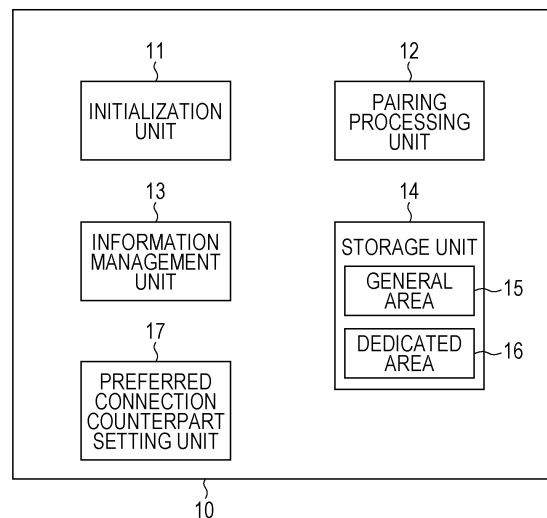 11
INITIALIZATION
UNIT
12
PAIRING
PROCESSING
UNIT
13
INFORMATION
MANAGEMENT
UNIT
14
STORAGE UNIT
GENERAL
AREA
15
DEDICATED
AREA
16
17
PREFERRED
CONNECTION
COUNTERPART
SETTING UNIT
10